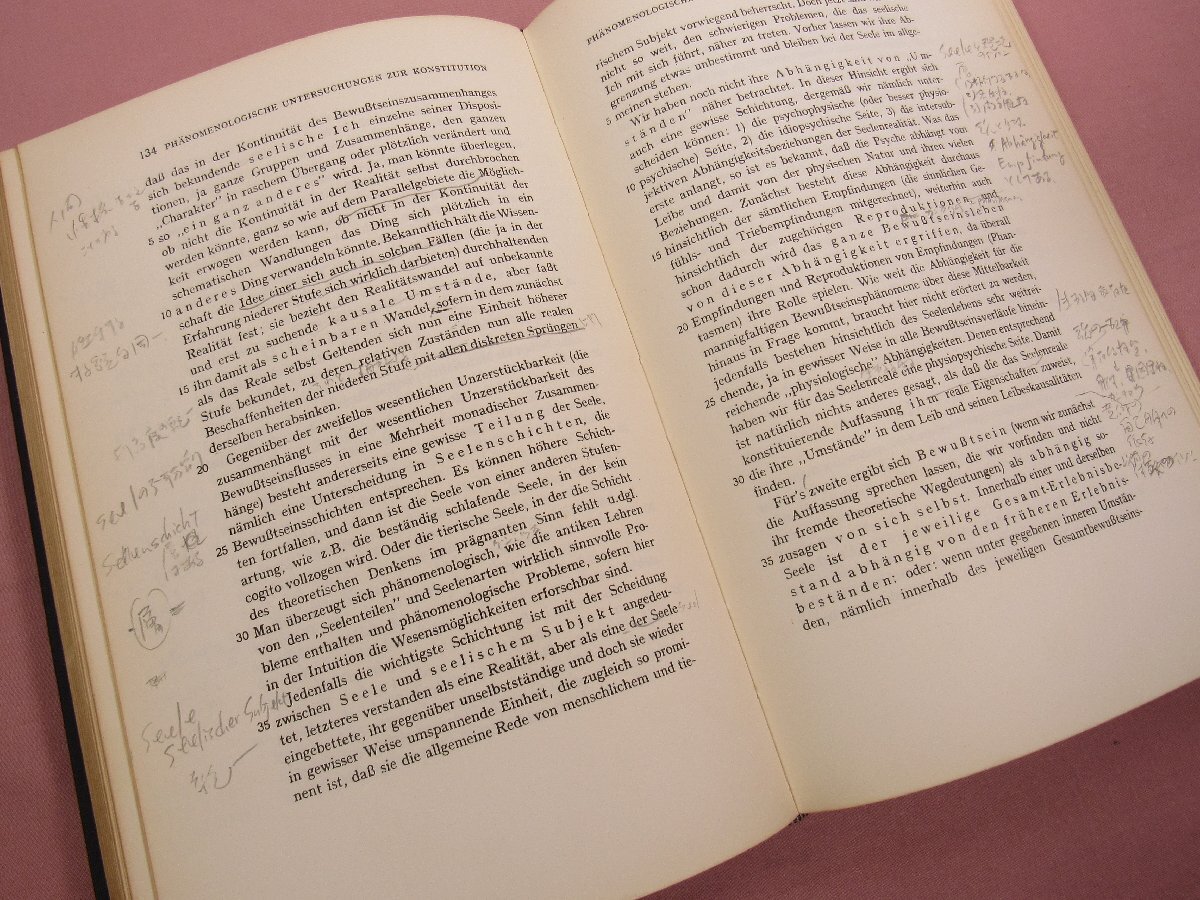 134 PHÄNOMENOLOGISCHE UNTERSUCHUNGEN ZUR KONSTITUTION
daß das in der Kontinuität des Bewußtseinszusammenhanges
sich bekundende seelische Ich einzelne seiner Disposi-
tionen, ja ganze Gruppen und Zusammenhänge, den ganzen
„Charakter" in raschem Übergang oder plötzlich verändert und
5 so „ein ganz anderes" wird. Ja, man könnte überlegen,
ob nicht die Kontinuität in der Realität selbst durchbrochen
werden könnte, ganz so wie auf dem Parallelgebiete die Möglich-
keit erwogen werden kann, ob nicht in der Kontinuität der
schematischen Wandlungen das Ding sich plötzlich in ein
10 anderes Ding verwandeln könnte. Bekanntlich hält die Wissen-
schaft die Idee einer sich auch in solchen Fällen (die ja in der
Erfahrung niederer Stufe sich wirklich darbieten) durchhaltenden
Realität fest; sie bezieht den Realitätswandel auf unbekannte
und erst zu suchende kausale Umstände, aber faßt
15 ihn damit als scheinbaren Wandel, sofern in dem zunächst
als das Reale selbst Geltenden sich nun eine Einheit höherer
Stufe bekundet, zu deren relativen Zuständen nun alle realen
Beschaffenheiten der niederen Stufe mit allen diskreten Sprüngen
derselben herabsinken.
20 Gegenüber der zweifellos wesentlichen Unzerstückbarkeit (die
zusammenhängt mit der wesentlichen Unzerstückbarkeit des
Bewußtseinsflusses in eine Mehrheit monadischer Zusammen-
hänge) besteht andererseits eine gewisse Teilung der Seele,
nämlich eine Unterscheidung in Seelenschichten, die
25 Bewußtseinsschichten entsprechen. Es können höhere Schich-
ten fortfallen, und dann ist die Seele von einer anderen Stufen-
artung, wie z.B. die beständig schlafende Seele, in der kein
cogito vollzogen wird. Oder die tierische Seele, in der die Schicht
des theoretischen Denkens im prägnanten Sinn fehlt u.dgl.
30 Man überzeugt sich phänomenologisch, wie die antiken Lehren
von den „Seelenteilen" und Seelenarten wirklich sinnvolle Pro-
bleme enthalten und phänomenologische Probleme, sofern hier
in der Intuition die Wesensmöglichkeiten erforschbar sind.
Jedenfalls die wichtigste Schichtung ist mit der Scheidung
35 zwischen Seele und seelischem Subjekt angedeu-
tet, letzteres verstanden als eine Realität, aber als eine der Seele
eingebettete, ihr gegenüber unselbstständige und doch sie wieder
in gewisser Weise umspannende Einheit, die zugleich so promi-
nent ist, daß sie die allgemeine Rede von menschlichem und tie-
Seelenschicht
層
Seele
Seelischer Subjekt
PHÄNOMENOLOGISCHE
rischem Subjekt vorwiegend beherrscht. Doch jetzt
nicht so weit, den schwierigen Problemen, die das seelische
Ich mit sich führt, näher zu treten. Vorher lassen wir ihre Ab-
grenzung etwas unbestimmt und bleiben bei der Seele im allge-
5 meinen stehen.
Wir haben noch nicht ihre Abhängigkeit von „Um-
ständen" näher betrachtet. In dieser Hinsicht ergibt sich
auch eine gewisse Schichtung, dergemäß wir nämlich unter-
scheiden können: 1) die psychophysische (oder besser physio-
10 psychische) Seite, 2) die idiopsychische Seite, 3) die intersub-
jektiven Abhängigkeitsbeziehungen der Seelenrealität. Was das
erste anlangt, so ist es bekannt, daß die Psyche abhängt vom
Leibe und damit von der physischen Natur und ihren vielen
Beziehungen. Zunächst besteht diese Abhängigkeit durchaus
15 hinsichtlich der sämtlichen Empfindungen (die sinnlichen Ge-
fühls- und Triebempfindungen mitgerechnet), weiterhin auch
hinsichtlich der zugehörigen Reproduktionen, und
schon dadurch wird das ganze Bewußtseinsleben
von dieser Abhängigkeit ergriffen, da überall
20 Empfindungen und Reproduktionen von Empfindungen (Phan-
tasmen) ihre Rolle spielen. Wie weit die Abhängigkeit für die
mannigfaltigen Bewußtseinsphänomene über diese Mittelbarkeit
hinaus in Frage kommt, braucht hier nicht erörtert zu werden,
jedenfalls bestehen hinsichtlich des Seelenlebens sehr weitrei-
25 chende, ja in gewisser Weise in alle Bewußtseinsverläufe hinein-
reichende „physiologische" Abhängigkeiten. Denen entsprechend
haben wir für das Seelenreale eine physiopsychische Seite. Damit
ist natürlich nichts anderes gesagt, als daß die das Seelenreale
konstituierende Auffassung ihm reale Eigenschaften zuweist,
30 die ihre „Umstände" in dem Leib und seinen Leibeskausalitäten
finden.
Für's zweite ergibt sich Bewußtsein (wenn wir zunächst
die Auffassung sprechen lassen, die wir vorfinden und nicht
ihr fremde theoretische Wegdeutungen) als abhängig so-
35 zusagen von sich selbst. Innerhalb einer und derselben
Seele ist der jeweilige Gesamt-Erlebnisbe-
stand abhängig von den früheren Erlebnis-
beständen: oder: wenn unter gegebenen inneren Umstän-
den, nämlich innerhalb des jeweiligen Gesamtbewußtseins-
Abhängigkeit
Empfindung